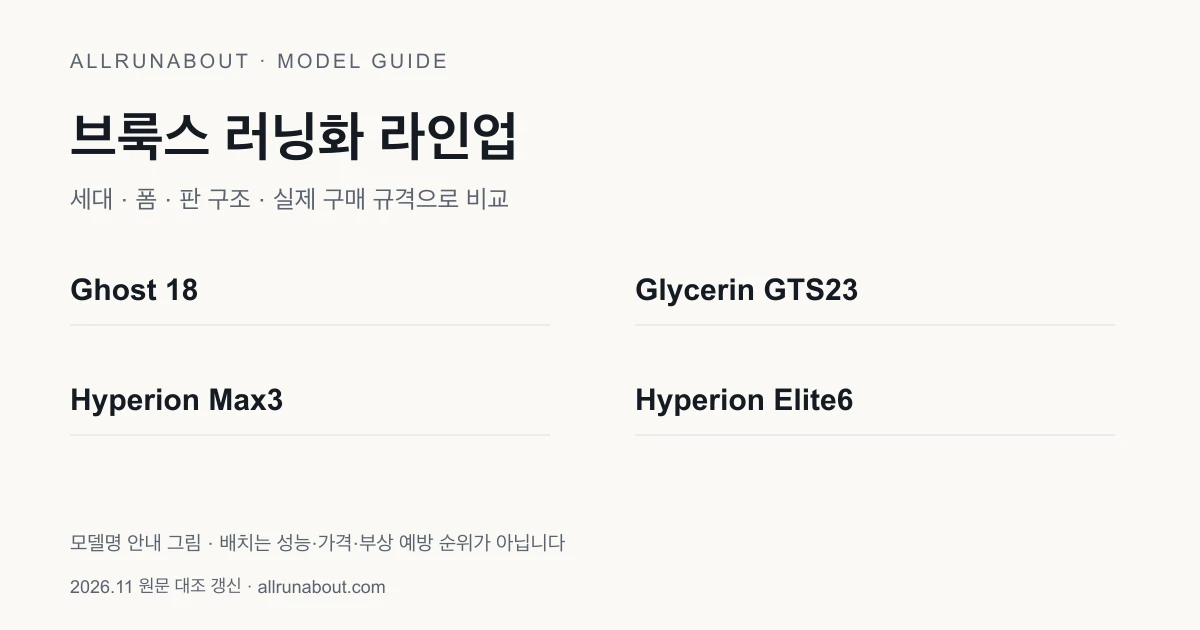 ALLRUNABOUT · MODEL GUIDE
브룩스 러닝화 라인업
세대 · 폼 · 판 구조 · 실제 구매 규격으로 비교
Ghost 18
Glycerin GTS23
Hyperion Max3
Hyperion Elite6
모델명 안내 그림 · 배치는 성능·가격·부상 예방 순위가 아닙니다
2026.11 원문 대조 갱신 · allrunabout.com